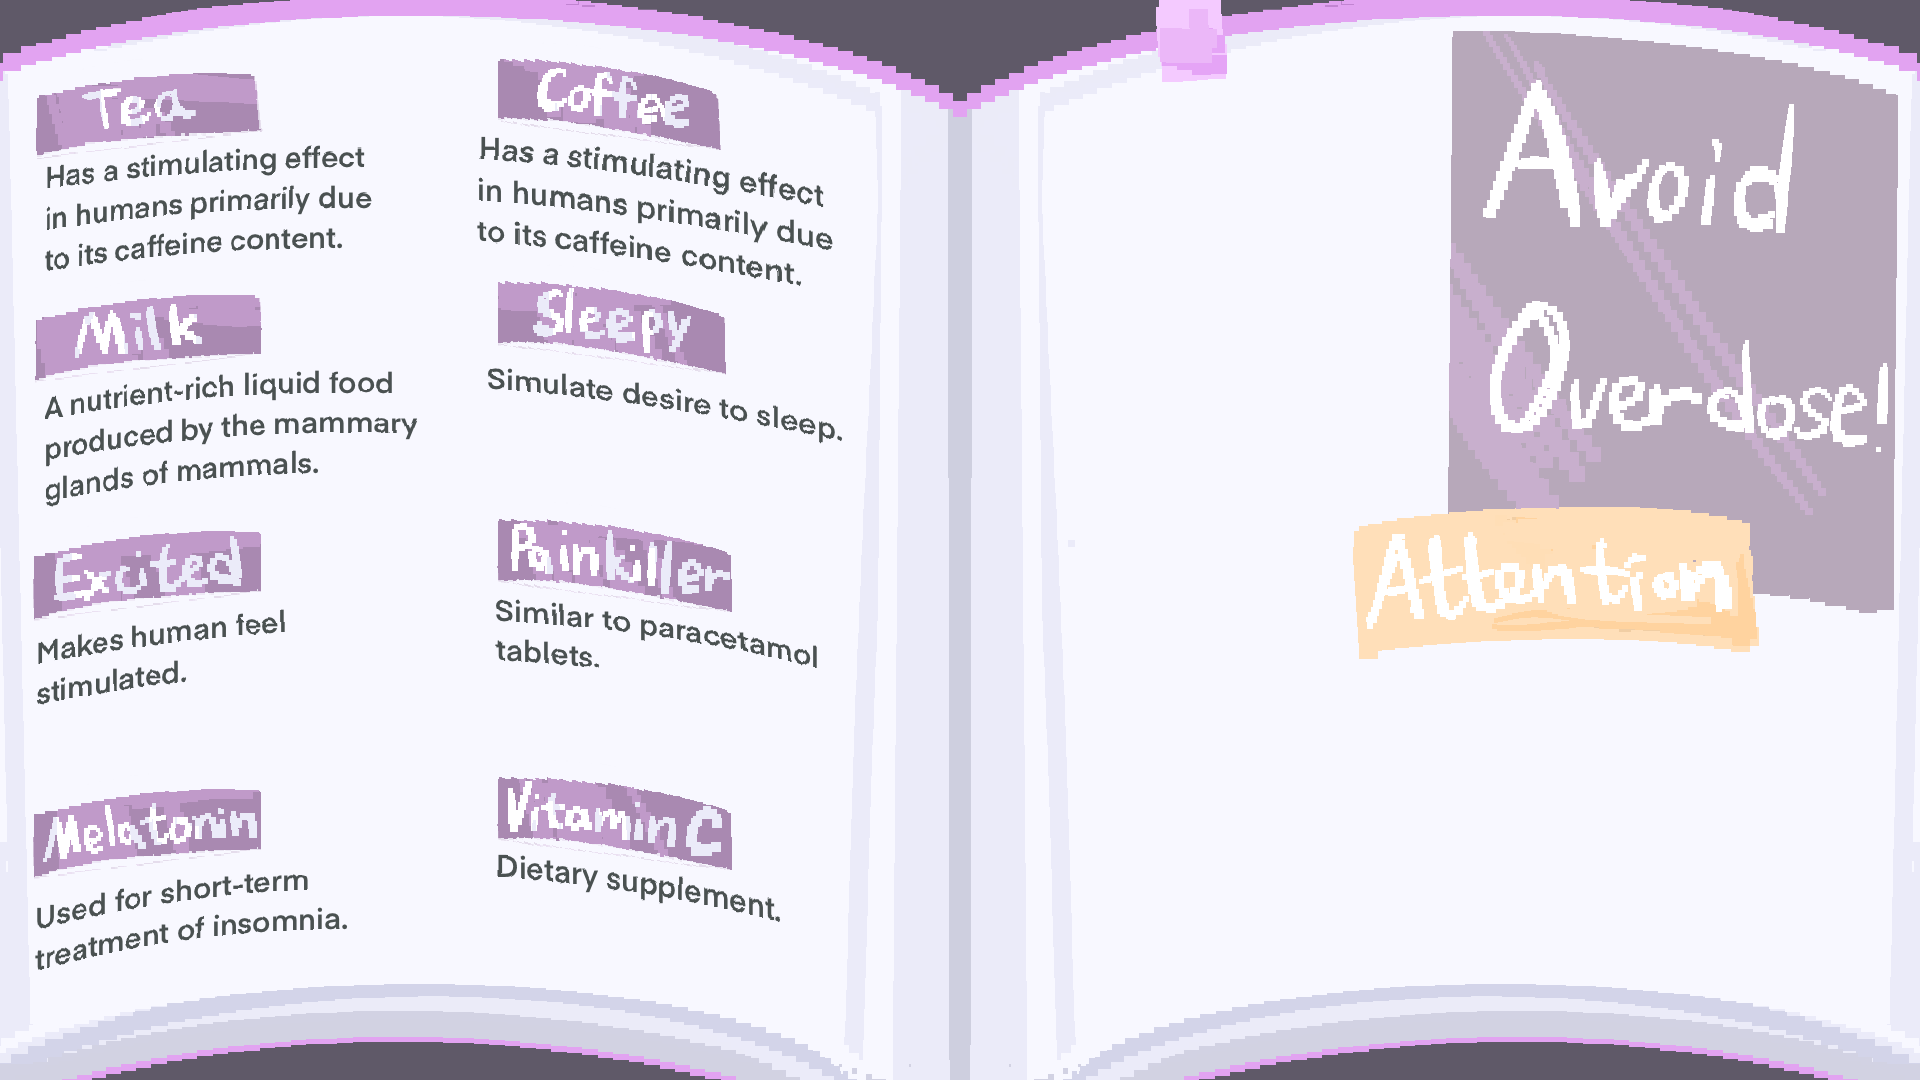 Tea
Has a stimulating effect
in humans primarily due
to its caffeine content.
Milk
A nutrient-rich liquid food
produced by the mammary
glands of mammals.
Excited
Makes human feel
stimulated.
Melatonin
Used for short-term
treatment of insomnia.
Coffee
Has a stimulating effect
in humans primarily due
to its caffeine content.
Sleepy
Simulate desire to sleep.
Painkiller
Similar to paracetamol
tablets.
Vitamin C
Dietary supplement.
Avoid
Overdose!
Attention